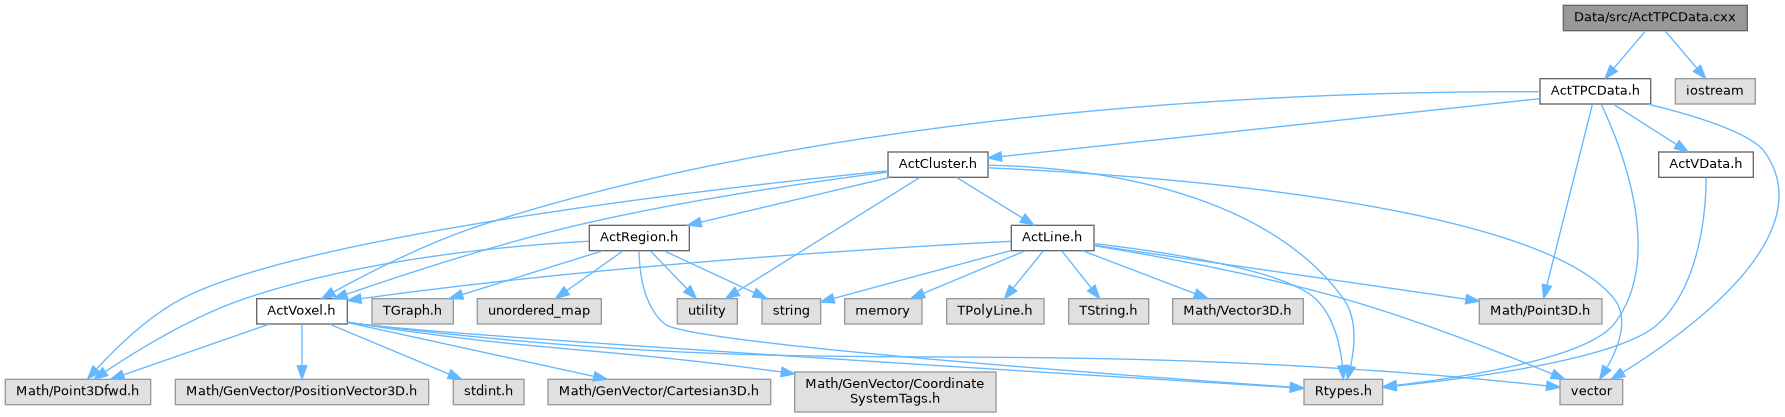 Data/src/ActTPCData.cxx
ActTPCData.h
iostream
ActCluster.h
ActVData.h
ActRegion.h
ActLine.h
ActVoxel.h
TGraph.h
unordered_map
utility
string
memory
TPolyLine.h
TString.h
Math/Vector3D.h
Math/Point3D.h
Math/Point3Dfwd.h
Math/GenVector/PositionVector3D.h
stdint.h
Math/GenVector/Cartesian3D.h
Math/GenVector/Coordinate
SystemTags.h
Rtypes.h
vector